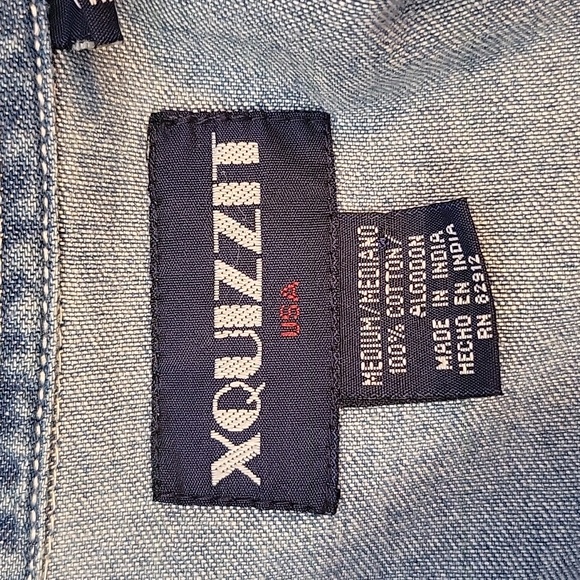 XQUIZZIT
USA
MEDIUM/MEDIANO
100% COTTON/
ALGODON
MADE IN INDIA
HECHO EN INDIA
RN 82912